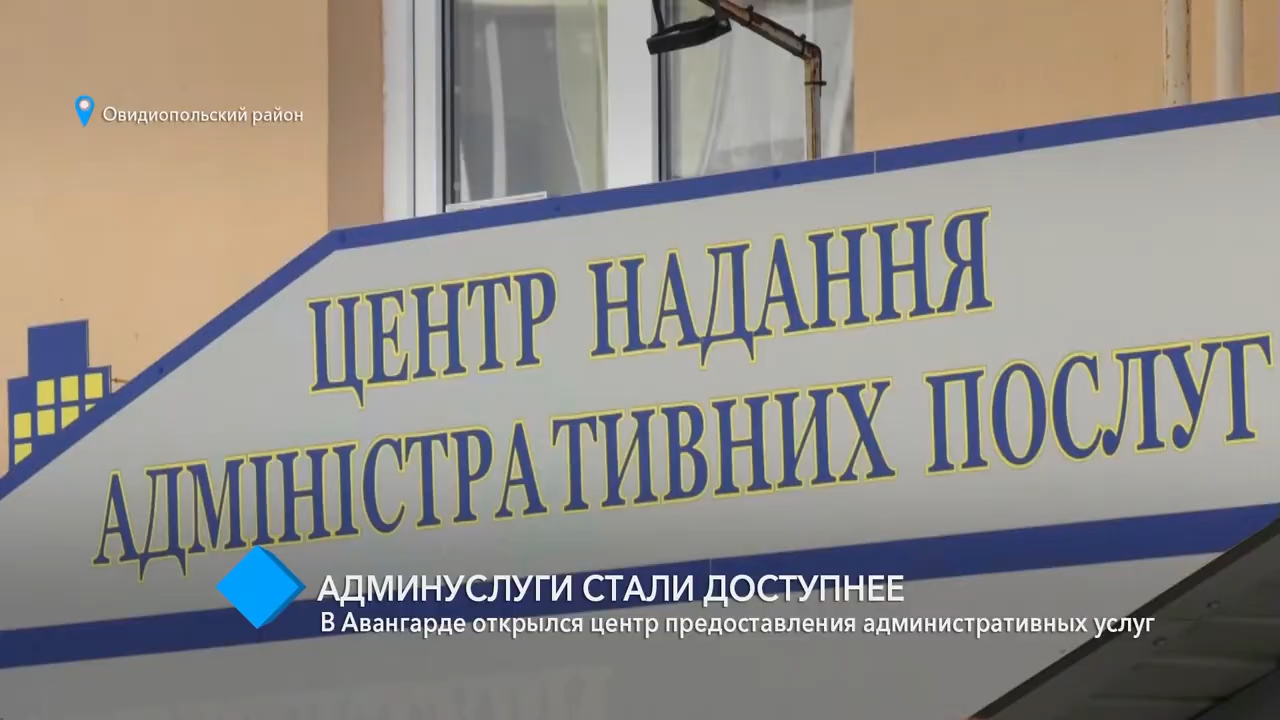 Овидиопольский район
ЦЕНТР НАДАННЯ
АДМІНІСТРАТИВНИХ ПОСЛУГ
АДМИНУСЛУГИ СТАЛИ ДОСТУПНЕЕ
В Авангарде открылся центр предоставления административных услуг